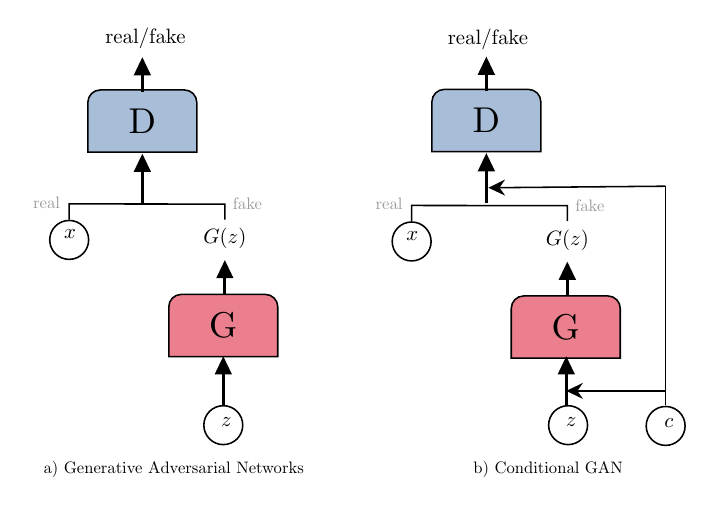 real/fake
D
real
fake
x
G(z)
G
z
a) Generative Adversarial Networks
real/fake
D
real
fake
x
G(z)
G
z
c
b) Conditional GAN